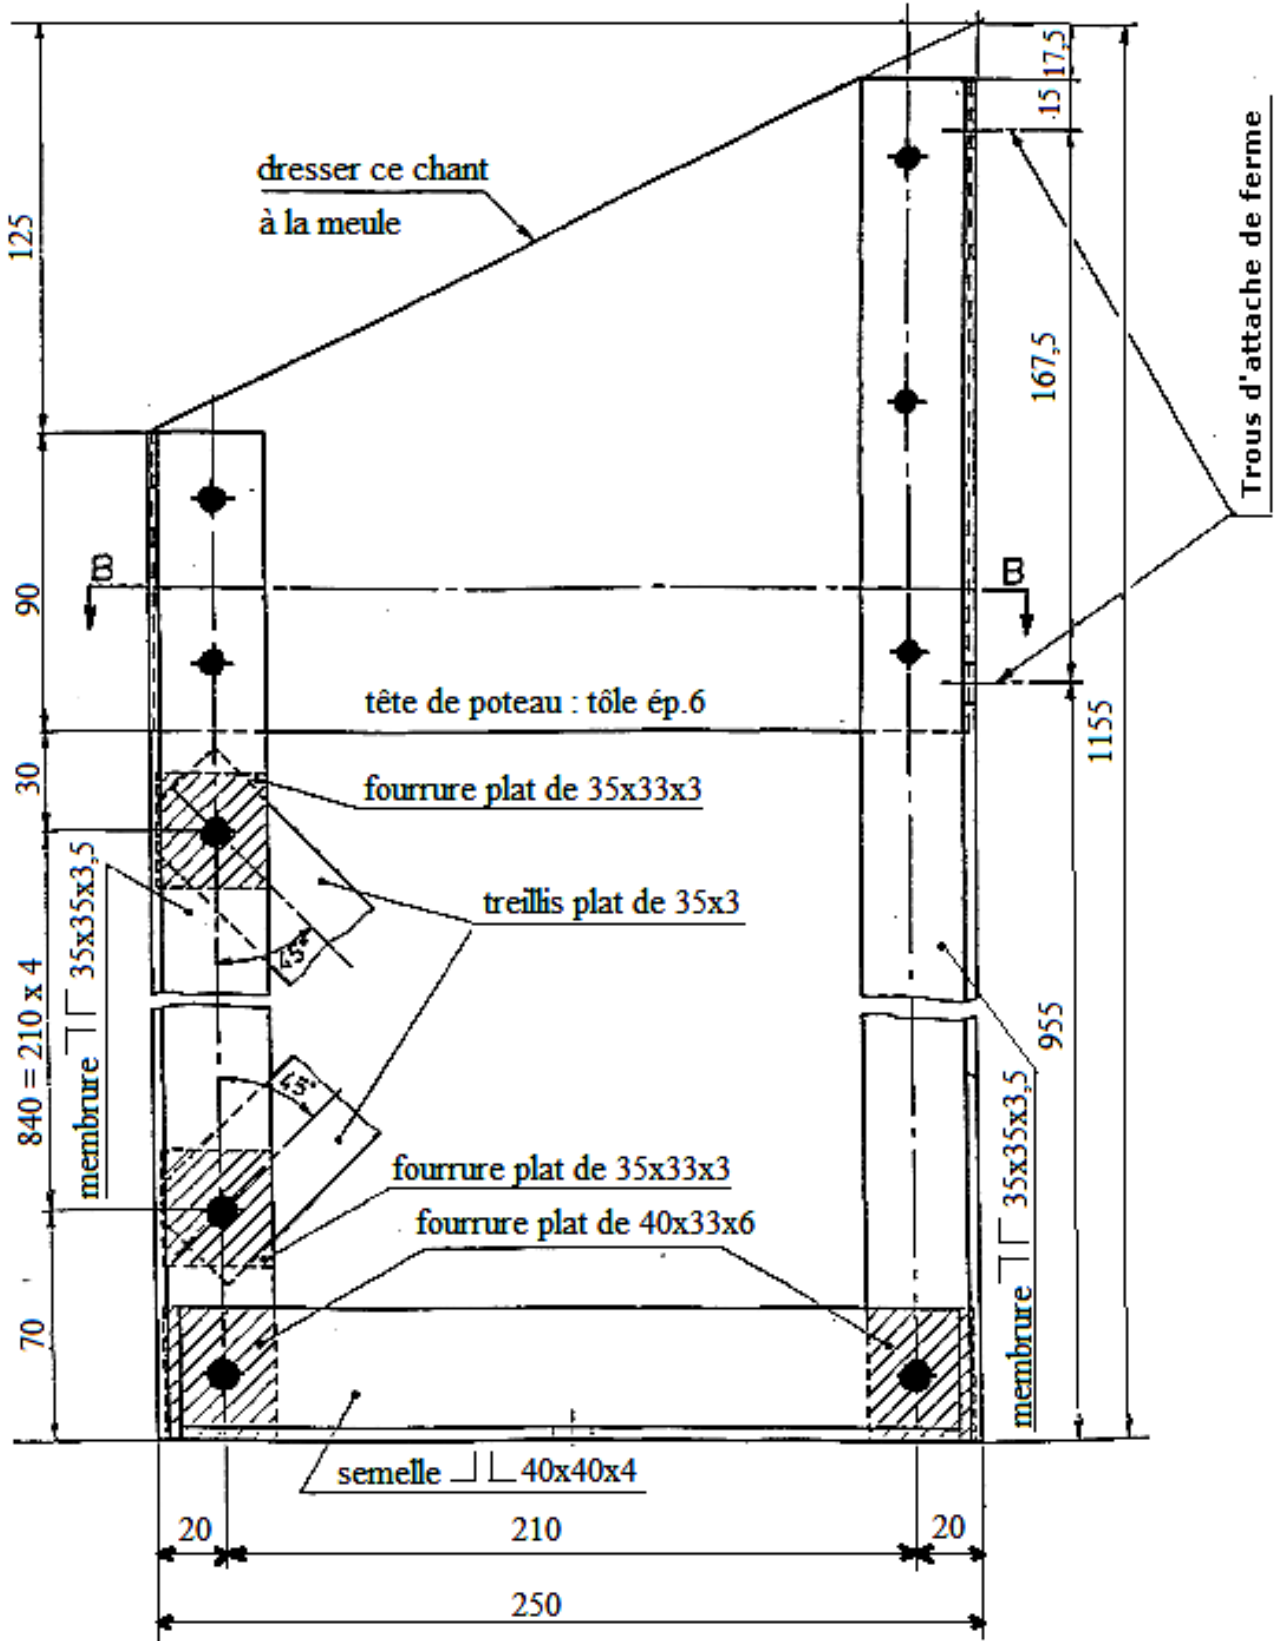 17,5
15
dresser ce chant
à la meule
125
Trous d'attache de ferme
167,5
B
B
90
tête de poteau : tôle ép.6
1155
30
fourrure plat de 35x33x3
membrure ⅃L 35x35x3,5
treillis plat de 35x3
45°
840 = 210 x 4
955
45°
membrure ⅃L 35x35x3,5
fourrure plat de 35x33x3
fourrure plat de 40x33x6
70
semelle ⅃L 40x40x4
20
210
20
250